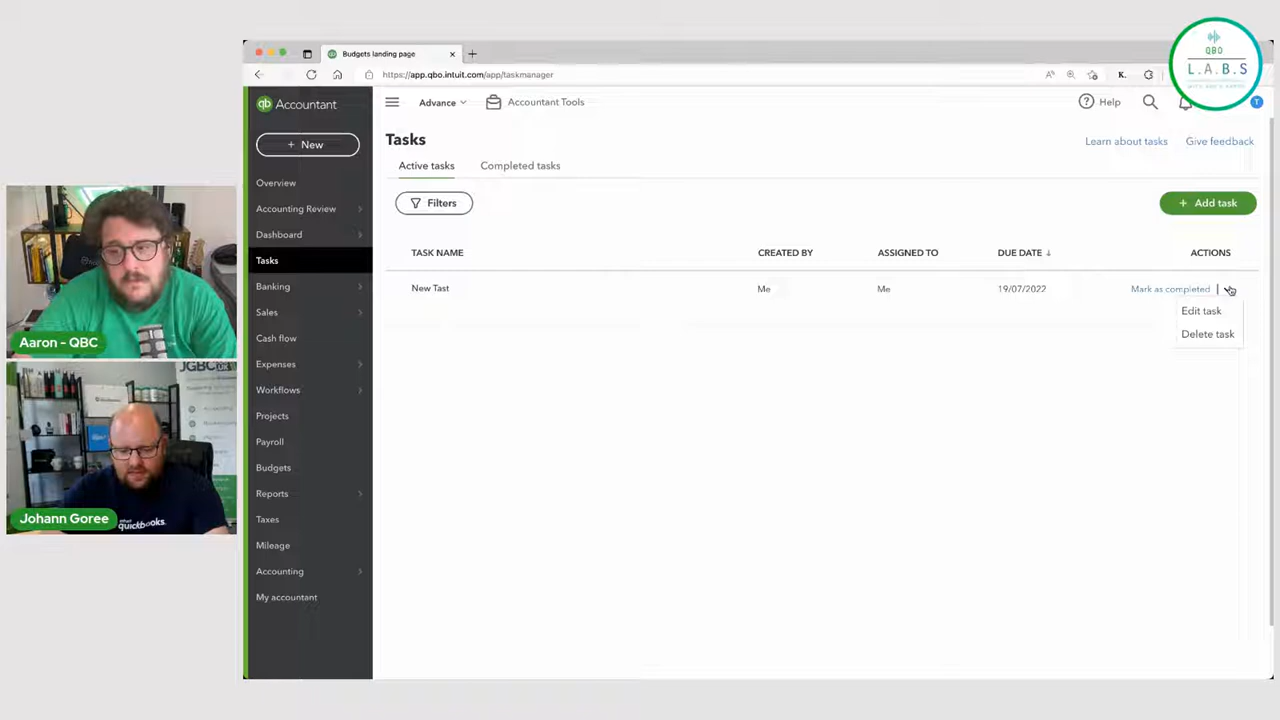 Budgets landing page
https://app.qbo.intuit.com/app/taskmanager
K.
QBO
L.A.B.S
qb Accountant
Advance
Accountant Tools
Help
T
+ New
Tasks
Learn about tasks
Give feedback
Active tasks
Completed tasks
Filters
+ Add task
Overview
Accounting Review
Dashboard
Tasks
Banking
Sales
Cash flow
Expenses
Workflows
Projects
Payroll
Budgets
Reports
Taxes
Mileage
Accounting
My accountant
TASK NAME
CREATED BY
ASSIGNED TO
DUE DATE
ACTIONS
New Tast
Me
Me
19/07/2022
Mark as completed
Edit task
Delete task
Aaron - QBC
JGBC
quickbooks.
Johann Goree